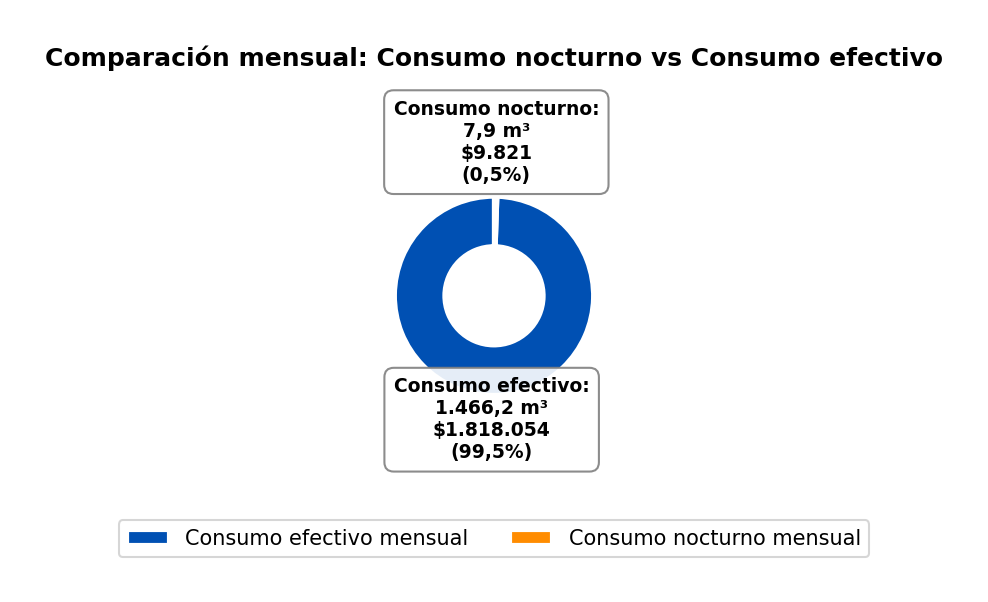 Comparación mensual: Consumo nocturno vs Consumo efectivo
Consumo nocturno:
7,9 m³
$9.821
(0,5%)
Consumo efectivo:
1.466,2 m³
$1.818.054
(99,5%)
Consumo efectivo mensual
Consumo nocturno mensual